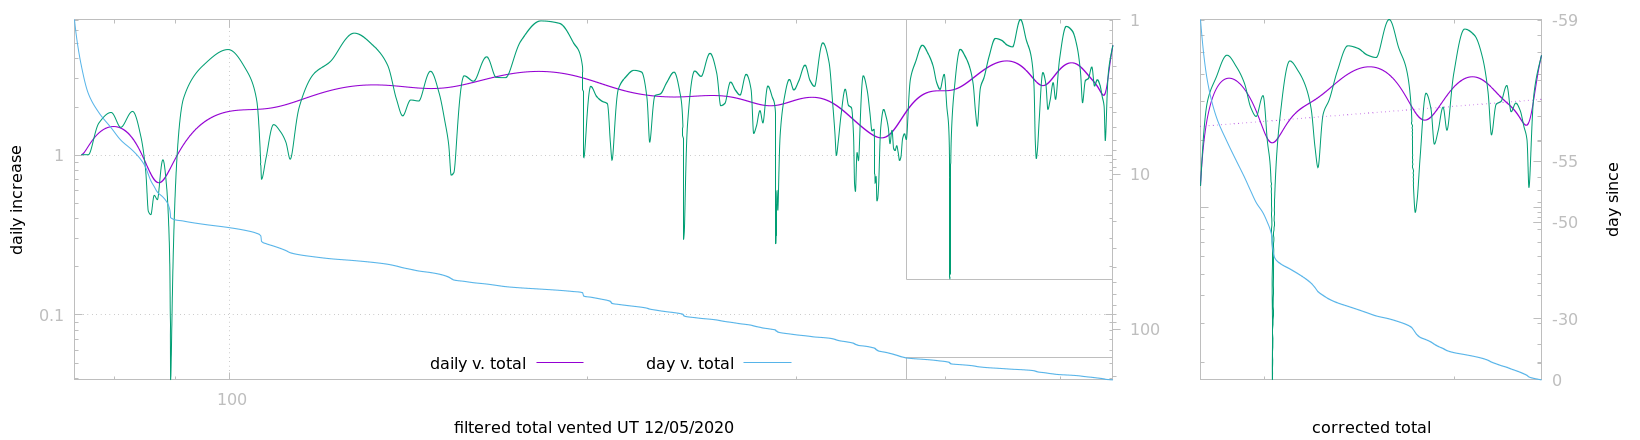 daily increase
1
0.1
100
daily v. total
day v. total
filtered total vented UT 12/05/2020
1
10
100
corrected total
-59
-55
-50
-30
0
day since